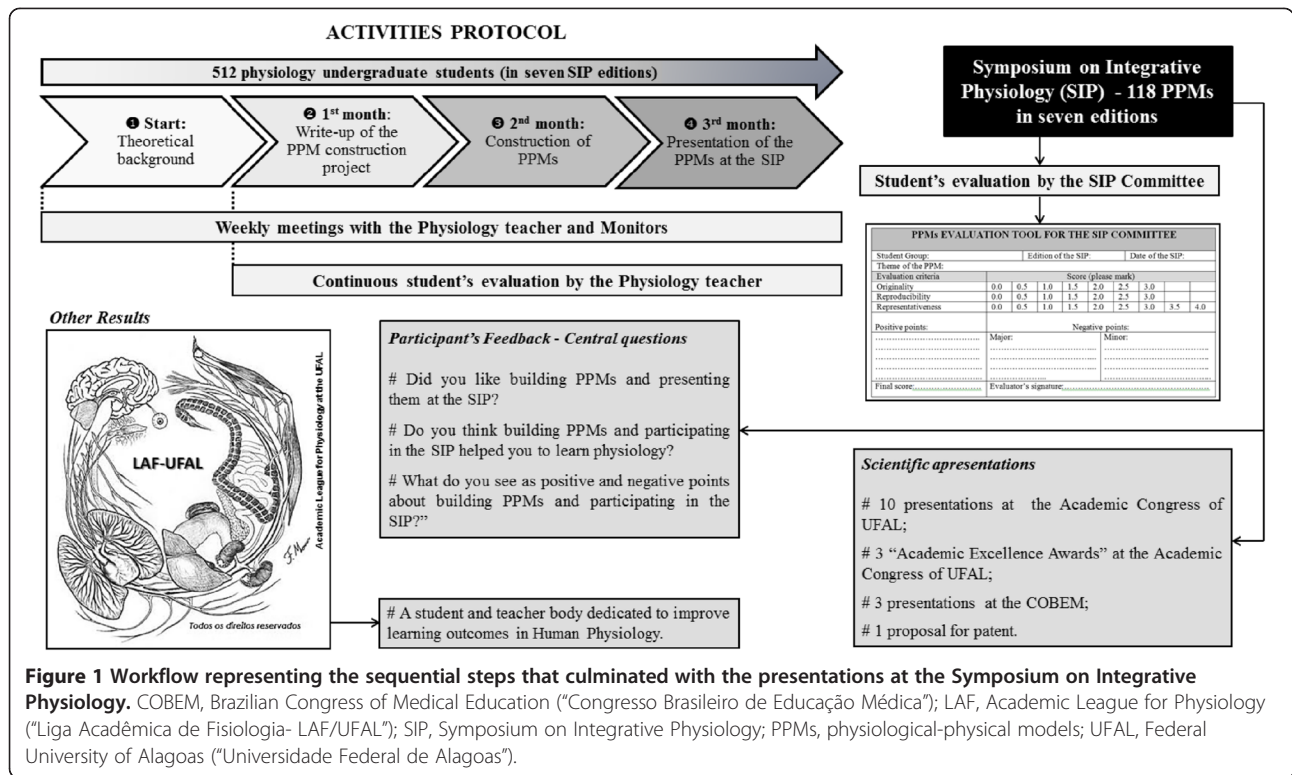 ACTIVITIES PROTOCOL
512 physiology undergraduate students (in seven SIP editions)
❶ Start:
Theoretical
background
❷ 1st month:
Write-up of the
PPM construction
project
❸ 2nd month:
Construction of
PPMs
❹ 3rd month:
Presentation of the
PPMs at the SIP
Weekly meetings with the Physiology teacher and Monitors
Continuous student's evaluation by the Physiology teacher
Symposium on Integrative
Physiology (SIP) - 118 PPMs
in seven editions
Student's evaluation by the SIP Committee
PPMs EVALUATION TOOL FOR THE SIP COMMITTEE
Student Group: Edition of the SIP: Date of the SIP:
Theme of the PPM:
Evaluation criteria Score (please mark)
Originality 0.0 0.5 1.0 1.5 2.0 2.5 3.0
Reproducibility 0.0 0.5 1.0 1.5 2.0 2.5 3.0
Representativeness 0.0 0.5 1.0 1.5 2.0 2.5 3.0 3.5 4.0
Positive points: Negative points:
Major: Minor:
Final score: Evaluator's signature:
Other Results
LAF-UFAL
Academic League for Physiology at the UFAL
Todos os direitos reservados
Participant's Feedback - Central questions
# Did you like building PPMs and presenting
them at the SIP?
# Do you think building PPMs and participating
in the SIP helped you to learn physiology?
# What do you see as positive and negative points
about building PPMs and participating in the
SIP?”
# A student and teacher body dedicated to improve
learning outcomes in Human Physiology.
Scientific apresentations
# 10 presentations at the Academic Congress of
UFAL;
# 3 “Academic Excellence Awards” at the Academic
Congress of UFAL;
# 3 presentations at the COBEM;
# 1 proposal for patent.
Figure 1 Workflow representing the sequential steps that culminated with the presentations at the Symposium on Integrative
Physiology. COBEM, Brazilian Congress of Medical Education (“Congresso Brasileiro de Educação Médica”); LAF, Academic League for Physiology
(“Liga Acadêmica de Fisiologia- LAF/UFAL”); SIP, Symposium on Integrative Physiology; PPMs, physiological-physical models; UFAL, Federal
University of Alagoas (“Universidade Federal de Alagoas”).